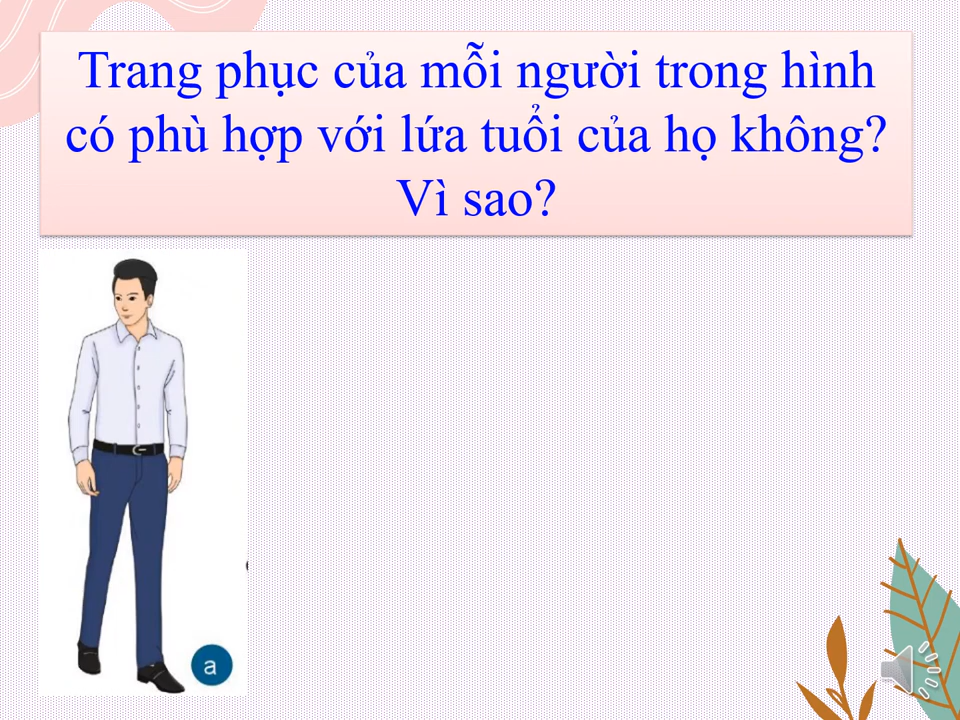 Trang phục của mỗi người trong hình
có phù hợp với lứa tuổi của họ không?
Vì sao?
a